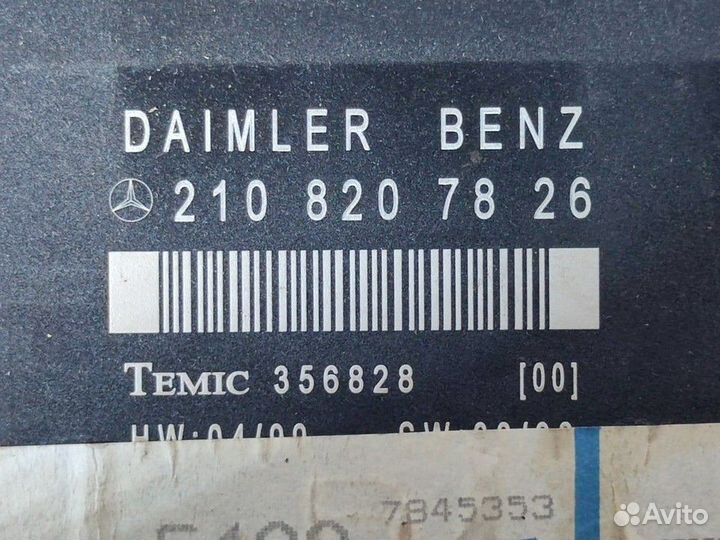 DAIMLER BENZ
210 820 78 26
TEMIC 356828 [00]
7845353
Avito